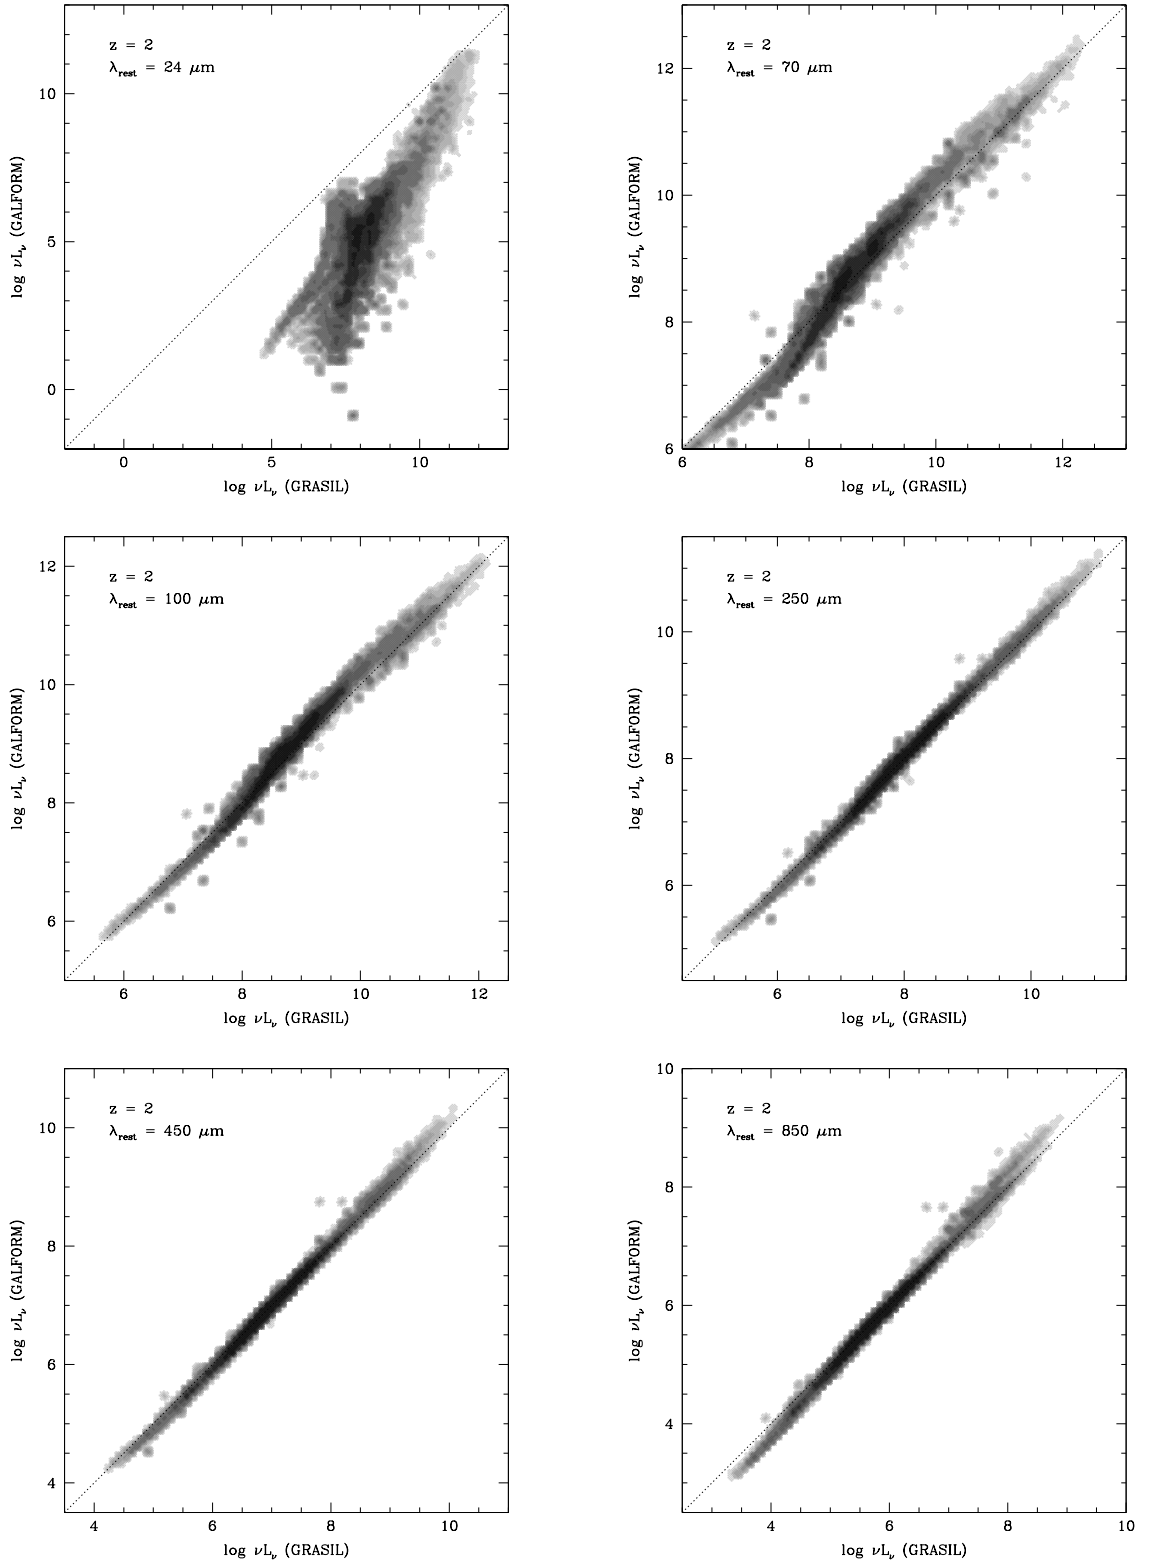 z = 2
λrest = 24 μm
10
5
0
0 5 10
log νLν (GALFORM)
log νLν (GRASIL)
z = 2
λrest = 70 μm
12
10
8
6
6 8 10 12
log νLν (GALFORM)
log νLν (GRASIL)
z = 2
λrest = 100 μm
12
10
8
6
6 8 10 12
log νLν (GALFORM)
log νLν (GRASIL)
z = 2
λrest = 250 μm
10
8
6
6 8 10
log νLν (GALFORM)
log νLν (GRASIL)
z = 2
λrest = 450 μm
10
8
6
4
4 6 8 10
log νLν (GALFORM)
log νLν (GRASIL)
z = 2
λrest = 850 μm
10
8
6
4
4 6 8 10
log νLν (GALFORM)
log νLν (GRASIL)